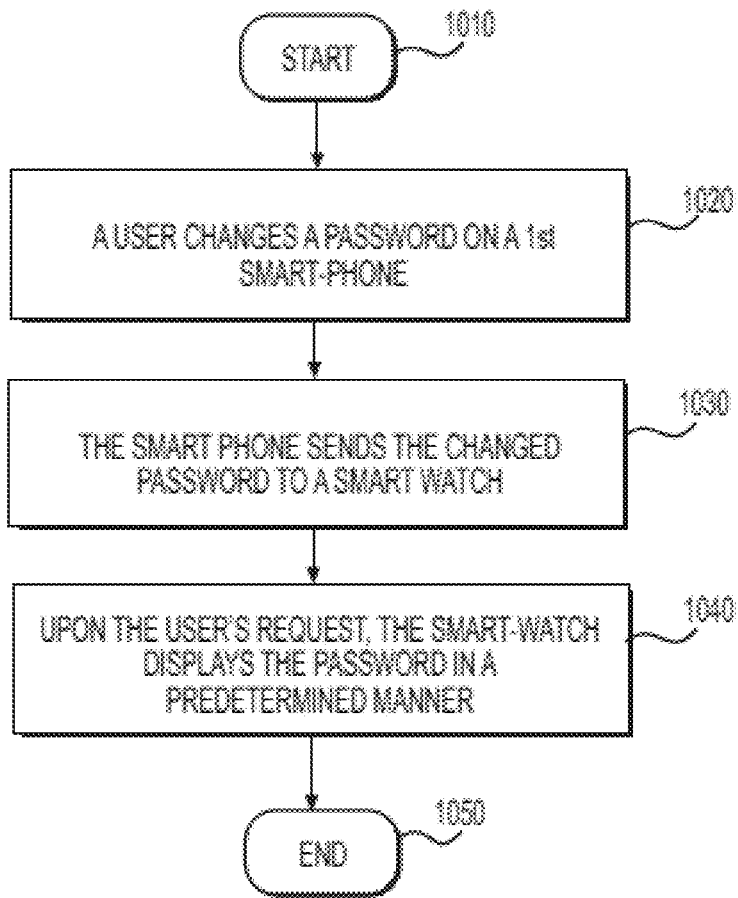 1010
START
1020
A USER CHANGES A PASSWORD ON A 1st
SMART-PHONE
1030
THE SMART PHONE SENDS THE CHANGED
PASSWORD TO A SMART WATCH
1040
UPON THE USER'S REQUEST, THE SMART-WATCH
DISPLAYS THE PASSWORD IN A
PREDETERMINED MANNER
1050
END